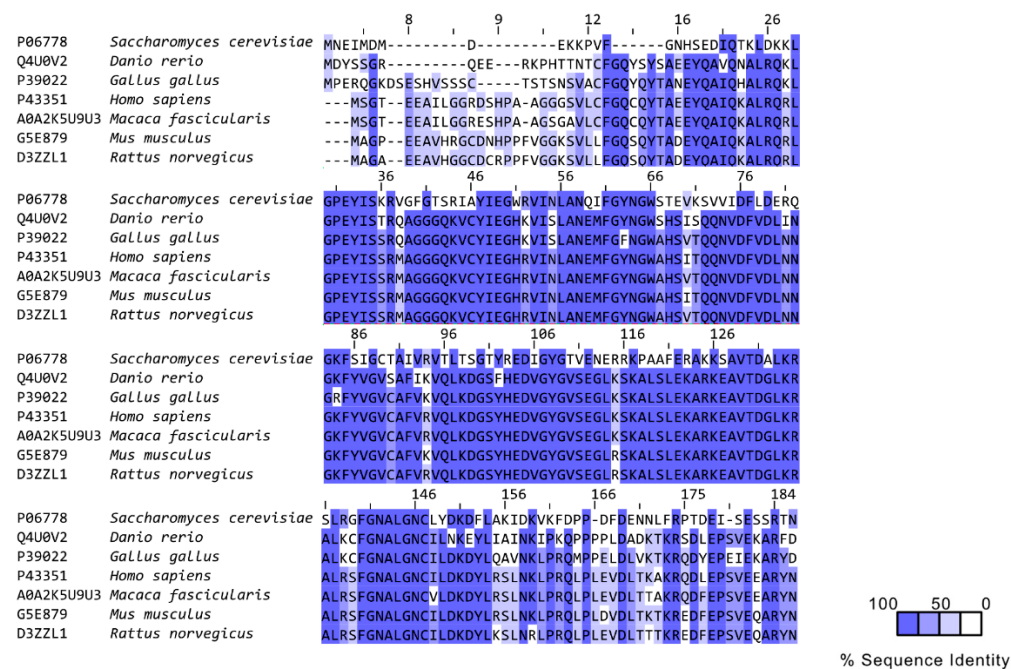 8 9 12 16 26
P06778 Saccharomyces cerevisiae MNEIMDM---------D---------EKKPVF------GNHSEDIQTKLDKKL
Q4U0V2 Danio rerio MDYSSGR---------QEE---RKPHTTNTCFGQYSYSAEEYQAVQNALRQKL
P39022 Gallus gallus MPERQGKDSESHVSSSC-----TSTSNSVACFGQYQYTANEYQAIQHALRQKL
P43351 Homo sapiens ---MSGT--EEAILGGRDSHPA-AGGGSVLCFGQCQYTAEEYQAIQKALRQRL
A0A2K5U9U3 Macaca fascicularis ---MSGT--EEAILGGRESHPA-AGSGAVLCFGQCQYTAEEYQAIQKALRQRL
G5E879 Mus musculus ---MAGP--EEAVHRGCDNHPPFVGGKSVLLFGQSQYTADEYQAIQKALRQRL
D3ZZL1 Rattus norvegicus ---MAGA--EEAVHGGCDCRPPFVGGKSVLLFGQSQYTADEYQAIQKALRQRL
36 46 56 66 76
P06778 Saccharomyces cerevisiae GPEYISKRVGFGTSRIAYIEGWRVINLANQIFGYNGWSTEVKSVVIDFLDERQ
Q4U0V2 Danio rerio GPEYISTRQAGGGQKVCYIEGHKVISLANEMFGYNGWSHSISQQNVDFVDLIN
P39022 Gallus gallus GPEYISSRQAGGGQKVCYIEGHKVISLANEMFGFNGWAHSVTQQNVDFVDLNN
P43351 Homo sapiens GPEYISSRMAGGGQKVCYIEGHRVINLANEMFGYNGWAHSITQQNVDFVDLNN
A0A2K5U9U3 Macaca fascicularis GPEYISSRMAGGGQKVCYIEGHRVINLANEMFGYNGWAHSVTQQNVDFVDLNN
G5E879 Mus musculus GPEYISSRMAGGGQKVCYIEGHRVINLANEMFGYNGWAHSITQQNVDFVDLNN
D3ZZL1 Rattus norvegicus GPEYISSRMAGGGQKVCYIEGHRVINLANEMFGYNGWAHSVTQQNVDFVDLNN
86 96 106 116 126
P06778 Saccharomyces cerevisiae GKFSIGCTAIVRVTLTSGTYREDIGYGTVENERRKPAAFERAKKSAVTDALKR
Q4U0V2 Danio rerio GKFYVGVSAFIKVQLKDGSFHEDVGYGVSEGLKSKALSLEKARKEAVTDGLKR
P39022 Gallus gallus GRFYVGVCAFVKVQLKDGSYHEDVGYGVSEGLKSKALSLEKARKEAVTDGLKR
P43351 Homo sapiens GKFYVGVCAFVRVQLKDGSYHEDVGYGVSEGLKSKALSLEKARKEAVTDGLKR
A0A2K5U9U3 Macaca fascicularis GKFYVGVCAFVRVQLKDGSYHEDVGYGVSEGLKSKALSLEKARKEAVTDGLKR
G5E879 Mus musculus GKFYVGVCAFVKVQLKDGSYHEDVGYGVSEGLRSKALSLEKARKEAVTDGLKR
D3ZZL1 Rattus norvegicus GKFYVGVCAFVRVQLKDGSYHEDVGYGVSEGLRSKALSLEKARKEAVTDGLKR
146 156 166 175 184
P06778 Saccharomyces cerevisiae SLRGFGNALGNCLYDKDFLAKIDKVKFDPP-DFDENNLFRPTDEI-SESSRTN
Q4U0V2 Danio rerio ALKCFGNALGNCILNKEYLIAINKIPKQPPPPLDADKTKRSDLEPSVEKARFD
P39022 Gallus gallus ALKCFGNALGNCILDKDYLQAVNKLPRQMPPELDLVKTKRQDYEPEIEKARYD
P43351 Homo sapiens ALRSFGNALGNCILDKDYLRSLNKLPRQLPLEVDLTKAKRQDLEPSVEEARYN
A0A2K5U9U3 Macaca fascicularis ALRSFGNALGNCVLDKDYLRSLNKLPRQLPLEVDLTTAKRQDFEPSVEEARYN
G5E879 Mus musculus ALRSFGNALGNCILDKDYLRSLNKLPRQLPLDVDLTKTKREDFEPSVEQARYN
D3ZZL1 Rattus norvegicus ALRSFGNALGNCILDKDYLKSLNRLPRQLPLEVDLTTTKREDFEPSVEQARYN
100 50 0
% Sequence Identity